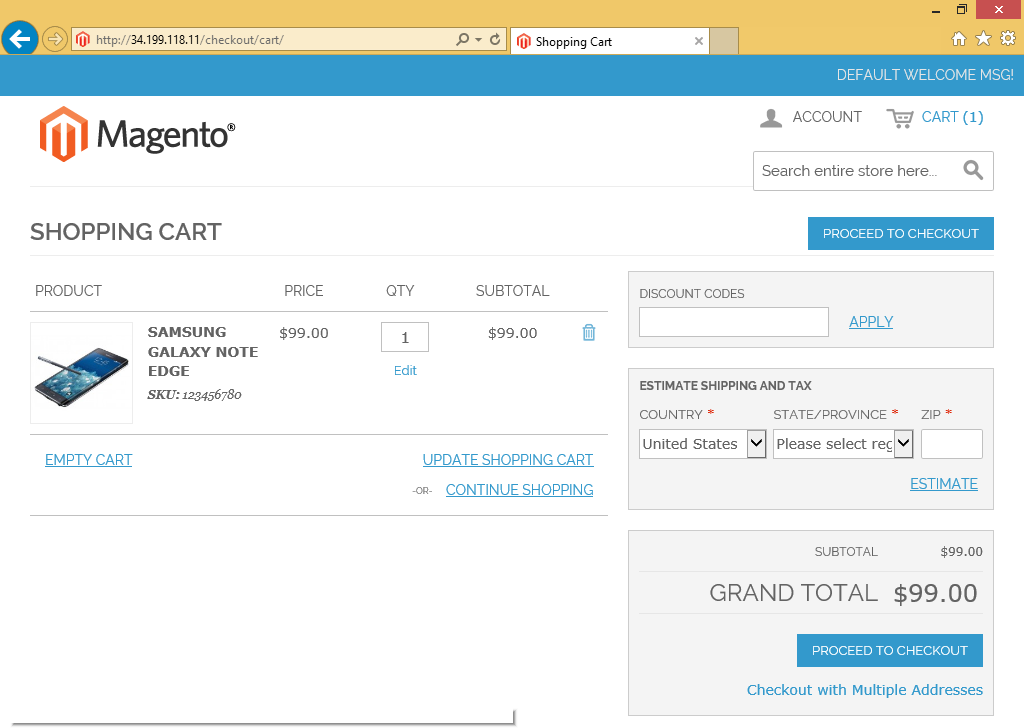 http://34.199.118.11/checkout/cart/
Shopping Cart
DEFAULT WELCOME MSG!
Magento®
ACCOUNT
CART (1)
Search entire store here...
SHOPPING CART
PROCEED TO CHECKOUT
PRODUCT PRICE QTY SUBTOTAL
SAMSUNG GALAXY NOTE EDGE
SKU: 123456780
$99.00
1
Edit
$99.00
EMPTY CART
UPDATE SHOPPING CART
-OR- CONTINUE SHOPPING
DISCOUNT CODES
APPLY
ESTIMATE SHIPPING AND TAX
COUNTRY * STATE/PROVINCE * ZIP *
United States Please select reg
ESTIMATE
SUBTOTAL $99.00
GRAND TOTAL $99.00
PROCEED TO CHECKOUT
Checkout with Multiple Addresses